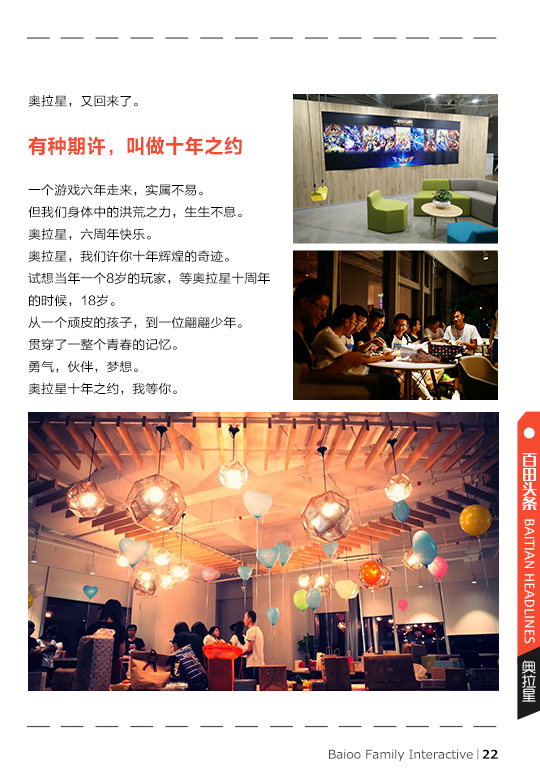 奥拉星，又回来了。
有种期许，叫做十年之约
一个游戏六年走来，实属不易。
但我们身体中的洪荒之力，生生不息。
奥拉星，六周年快乐。
奥拉星，我们许你十年辉煌的奇迹。
试想当年一个8岁的玩家，等奥拉星十周年
的时候，18岁。
从一个顽皮的孩子，到一位翩翩少年。
贯穿了一整个青春的记忆。
勇气，伙伴，梦想。
奥拉星十年之约，我等你。
百田头条 BAITIAN HEADLINES
奥拉星
Baioo Family Interactive | 22